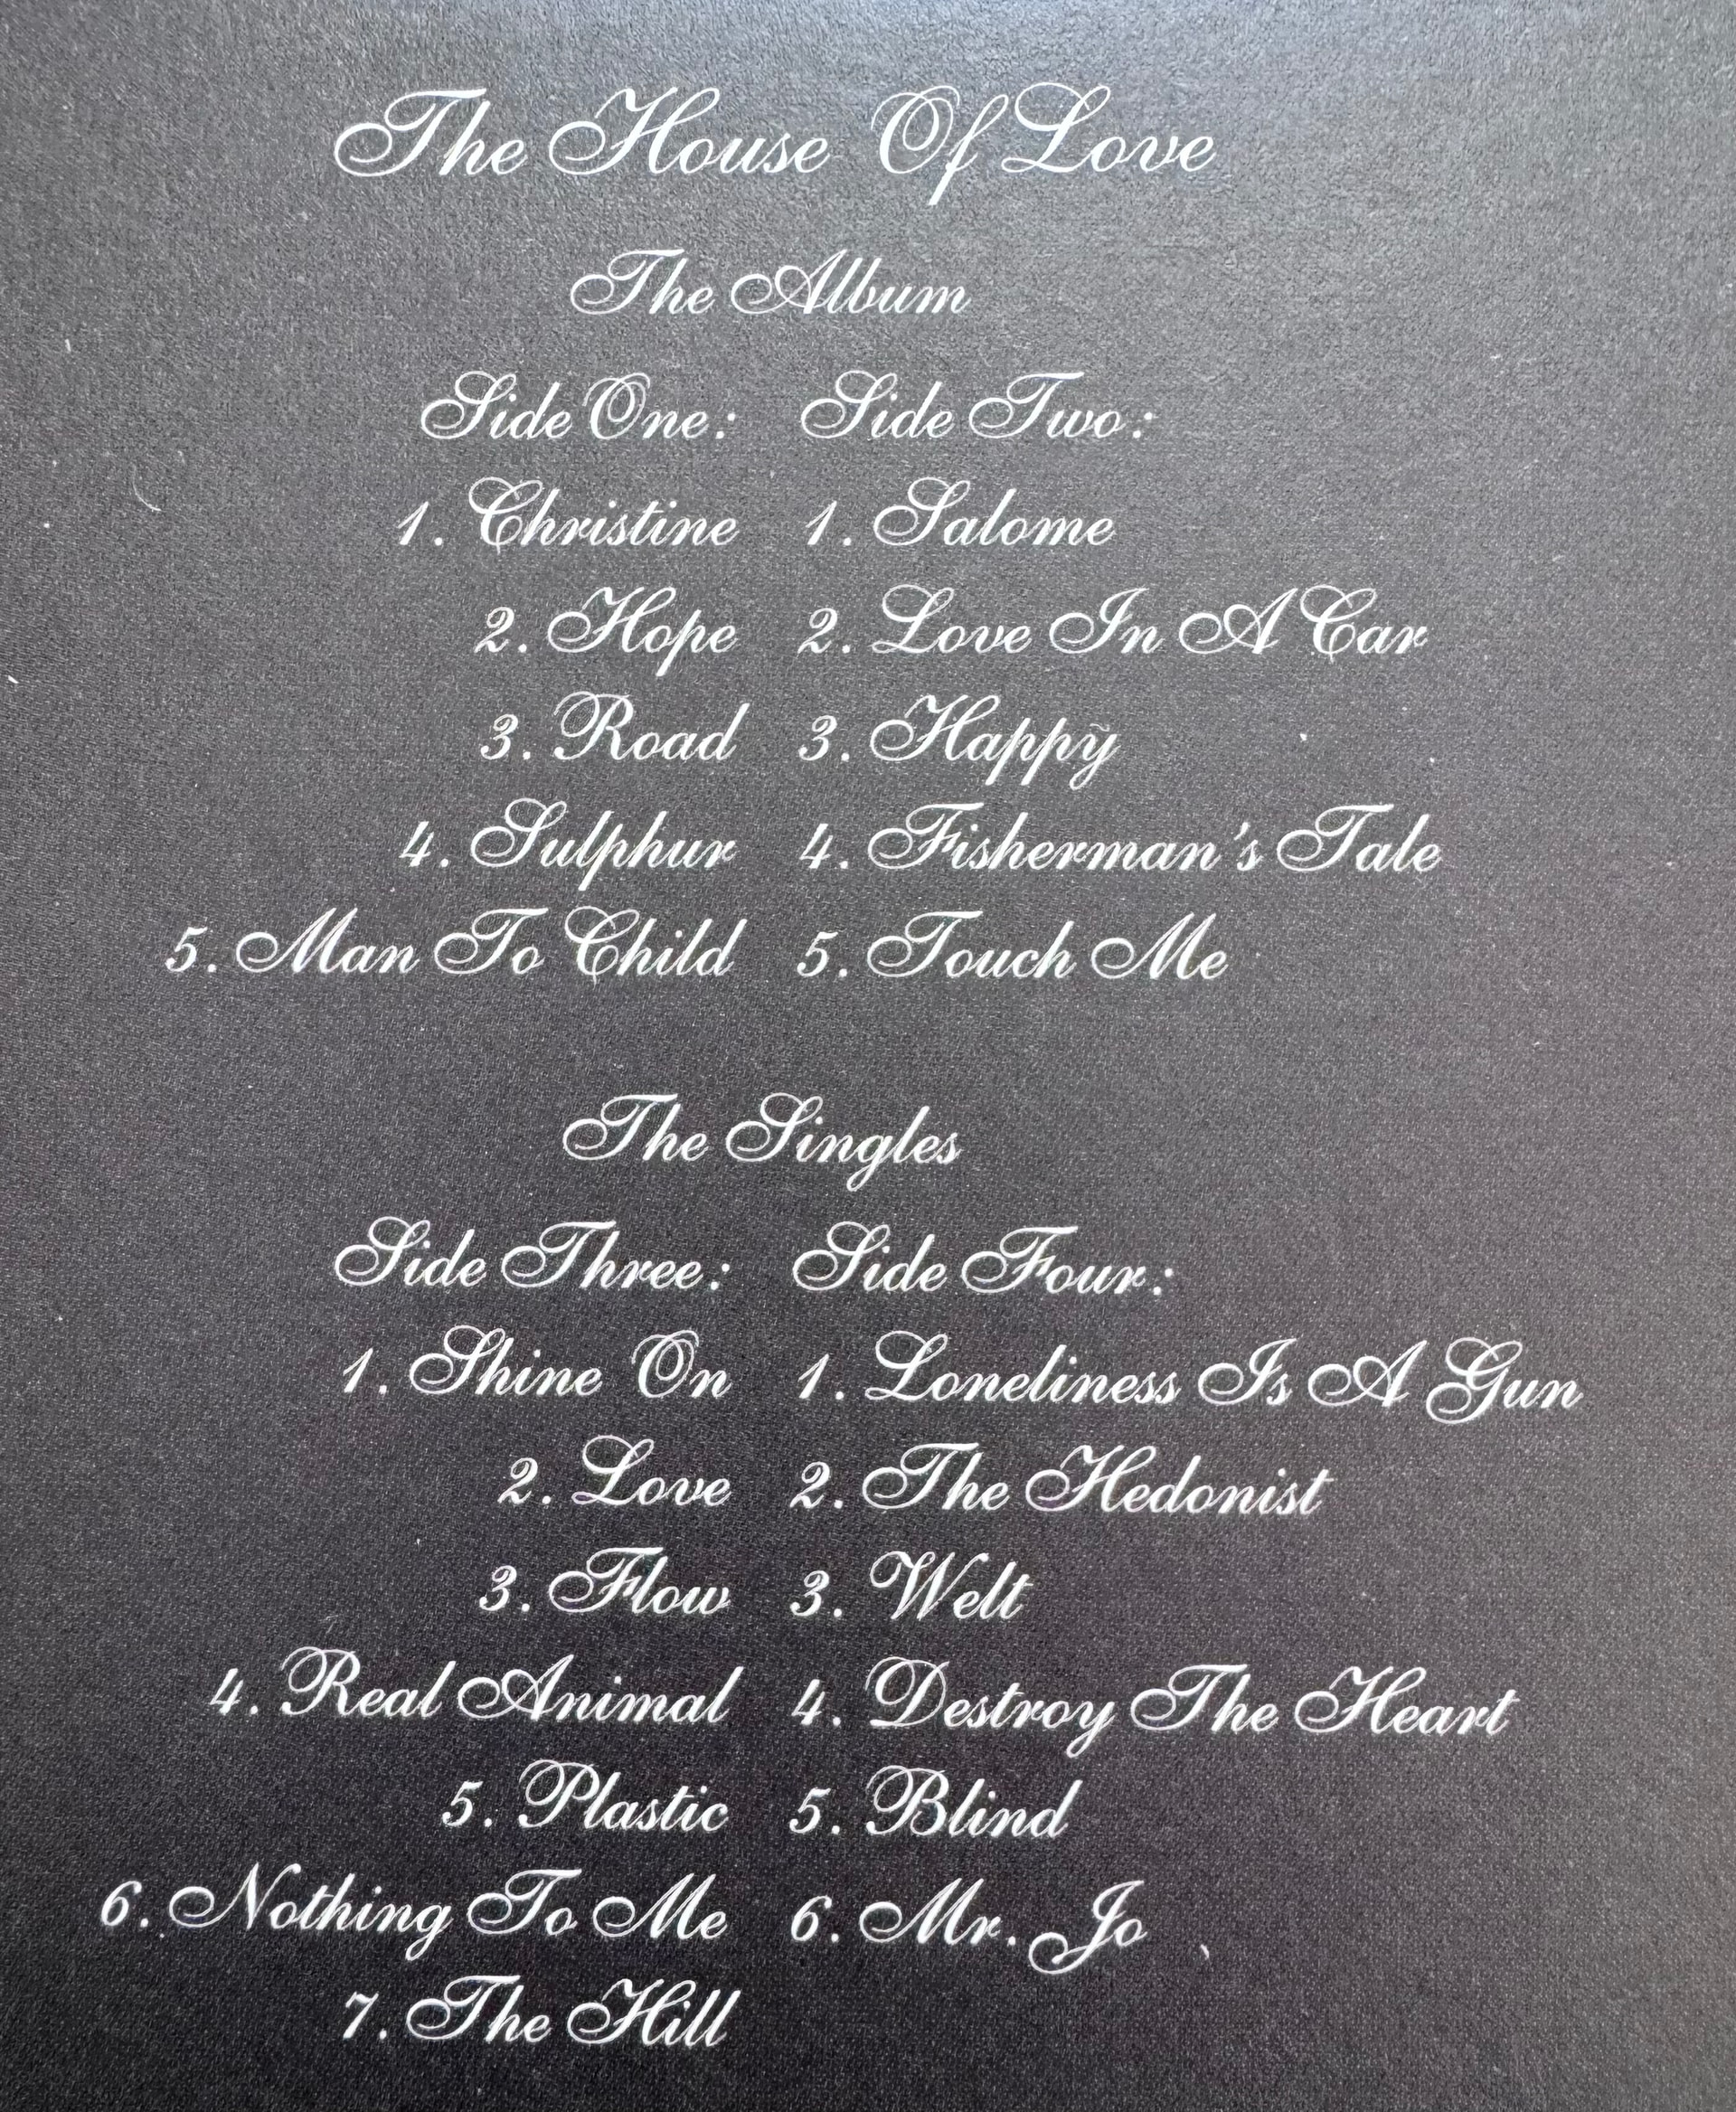 The House Of Love
The Album
Side One:
1. Christine
2. Hope
3. Road
4. Sulphur
5. Man To Child
Side Two:
1. Salome
2. Love In A Car
3. Happy
4. Fisherman's Tale
5. Touch Me
The Singles
Side Three:
1. Shine On
2. Love
3. Flow
4. Real Animal
5. Plastic
6. Nothing To Me
7. The Hill
Side Four:
1. Loneliness Is A Gun
2. The Hedonist
3. Welt
4. Destroy The Heart
5. Blind
6. Mr. Jo